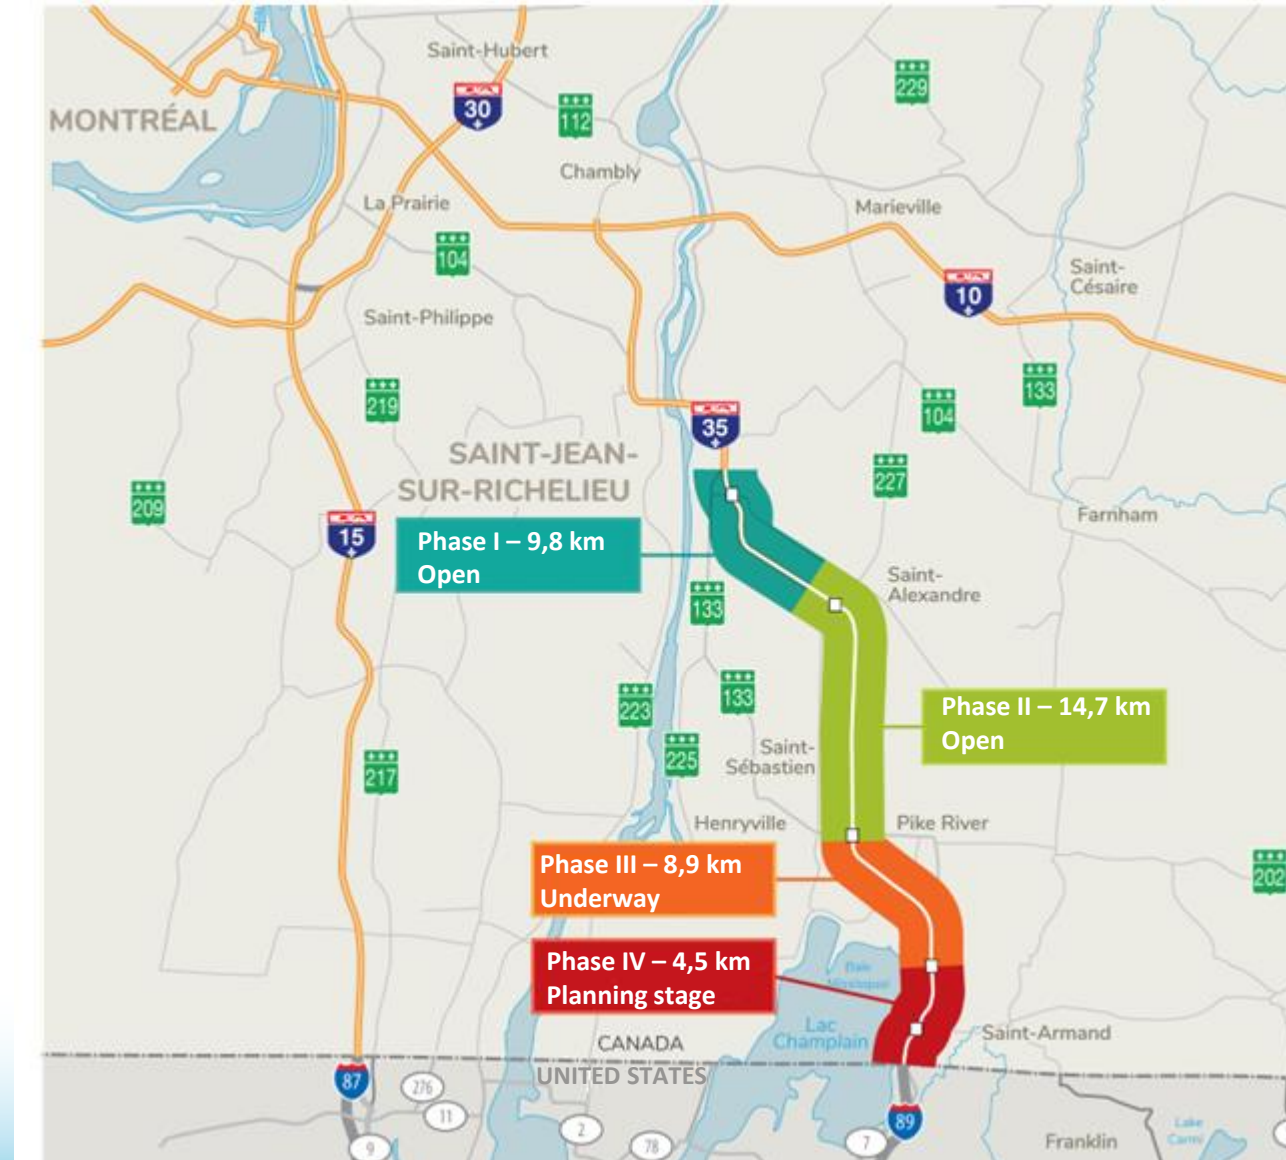 Saint-Hubert
MONTRÉAL
30
112
229
Chambly
La Prairie
Marieville
104
Saint-
Césaire
10
Saint-Philippe
219
133
104
35
SAINT-JEAN-
SUR-RICHELIEU
227
209
15
Farnham
Phase I – 9,8 km
Open
Saint-
Alexandre
133
133
223
Phase II – 14,7 km
Open
225
Saint-
Sébastien
217
Henryville
Pike River
Phase III – 8,9 km
Underway
202
Phase IV – 4,5 km
Planning stage
Baie
Missisquoi
Lac
Champlain
Saint-Armand
CANADA
UNITED STATES
87
276
11
89
2
78
7
9
Franklin
Lake
Carmi